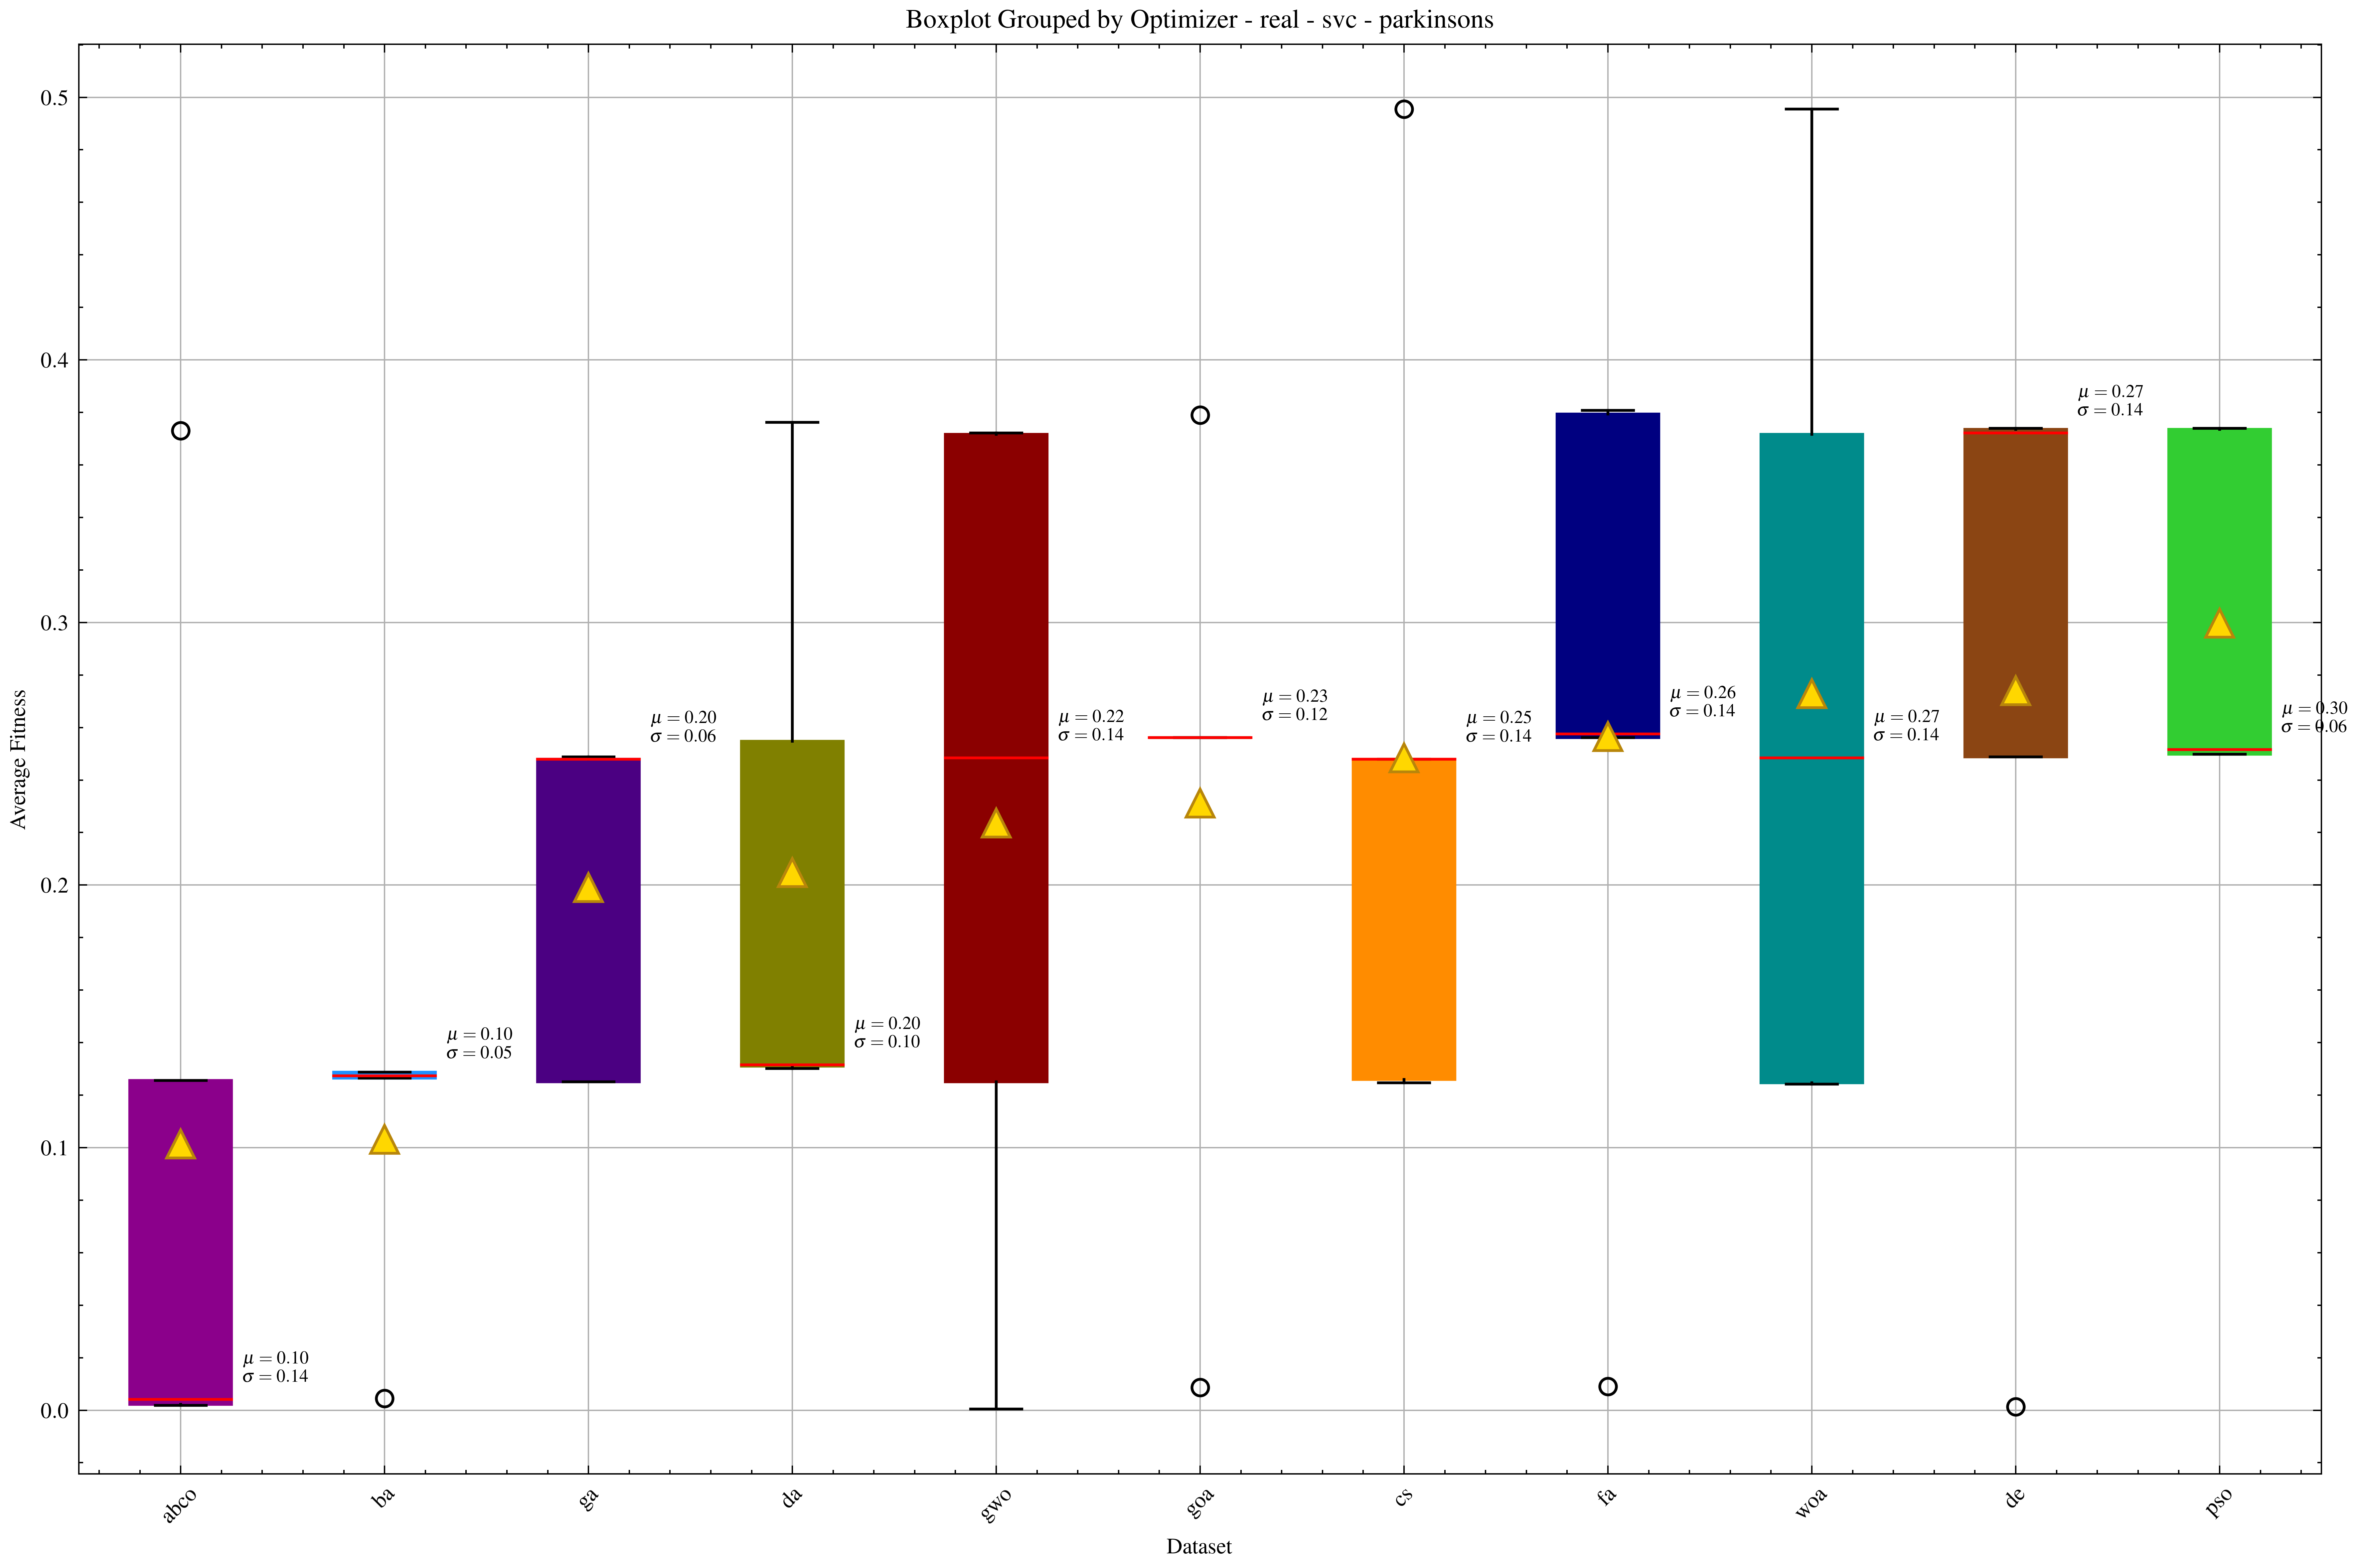 Boxplot Grouped by Optimizer - real - svc - parkinsons
Average Fitness
0.5
0.4
0.3
0.2
0.1
0.0
μ = 0.10
σ = 0.14
μ = 0.10
σ = 0.05
μ = 0.20
σ = 0.06
μ = 0.20
σ = 0.10
μ = 0.22
σ = 0.14
μ = 0.23
σ = 0.12
μ = 0.25
σ = 0.14
μ = 0.26
σ = 0.14
μ = 0.27
σ = 0.14
μ = 0.27
σ = 0.14
μ = 0.30
σ = 0.06
abco
ba
ga
da
gwo
goa
cs
fa
woa
de
pso
Dataset